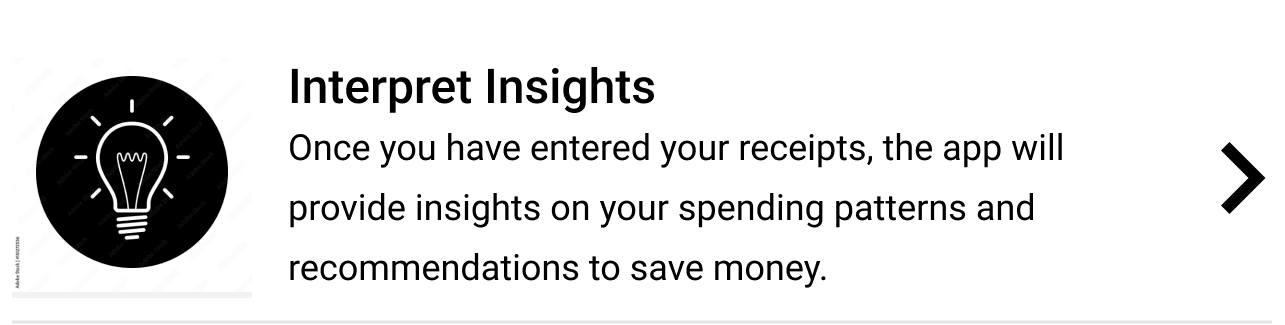 Interpret Insights
Once you have entered your receipts, the app will
provide insights on your spending patterns and
recommendations to save money.